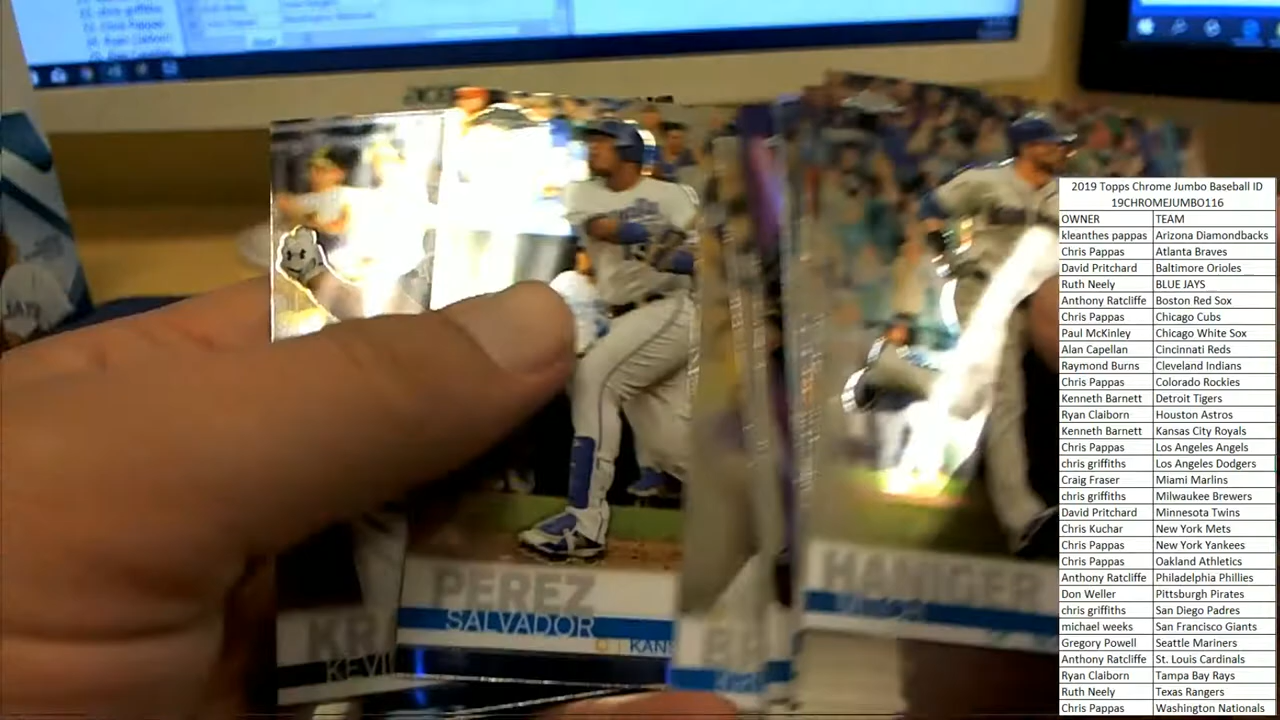 PEREZ
SALVADOR
KAN
KEVI
HANIGER
2019 Topps Chrome Jumbo Baseball ID
19CHROMEJUMBO116
OWNER TEAM
kleanthes pappas Arizona Diamondbacks
Chris Pappas Atlanta Braves
David Pritchard Baltimore Orioles
Ruth Neely BLUE JAYS
Anthony Ratcliffe Boston Red Sox
Chris Pappas Chicago Cubs
Paul McKinley Chicago White Sox
Alan Capellan Cincinnati Reds
Raymond Burns Cleveland Indians
Chris Pappas Colorado Rockies
Kenneth Barnett Detroit Tigers
Ryan Claiborn Houston Astros
Kenneth Barnett Kansas City Royals
Chris Pappas Los Angeles Angels
chris griffiths Los Angeles Dodgers
Craig Fraser Miami Marlins
chris griffiths Milwaukee Brewers
David Pritchard Minnesota Twins
Chris Kuchar New York Mets
Chris Pappas New York Yankees
Chris Pappas Oakland Athletics
Anthony Ratcliffe Philadelphia Phillies
Don Weller Pittsburgh Pirates
chris griffiths San Diego Padres
michael weeks San Francisco Giants
Gregory Powell Seattle Mariners
Anthony Ratcliffe St. Louis Cardinals
Ryan Claiborn Tampa Bay Rays
Ruth Neely Texas Rangers
Chris Pappas Washington Nationals